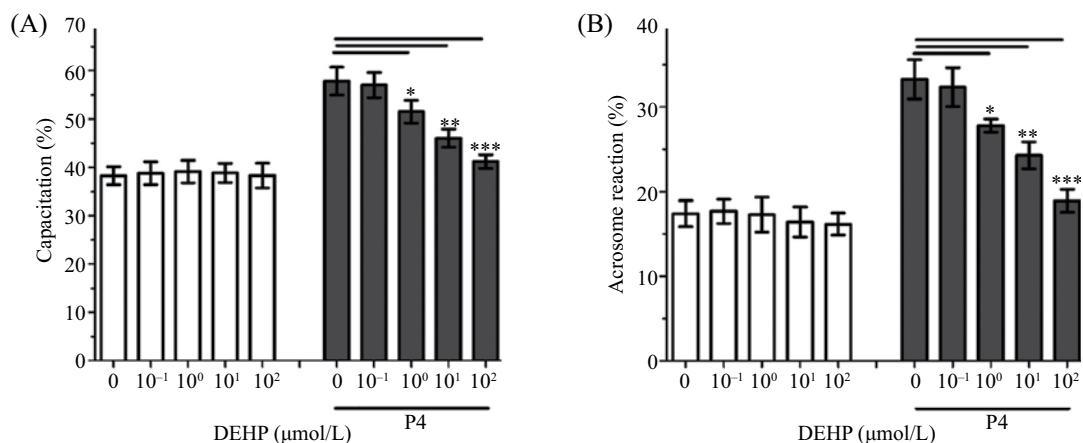 (A)
Capacitation (%)
70
60
50
40
30
20
10
0
*
**
***
0 10⁻¹ 10⁰ 10¹ 10² 0 10⁻¹ 10⁰ 10¹ 10²
P4
DEHP (μmol/L)
(B)
Acrosome reaction (%)
40
30
20
10
0
*
**
***
0 10⁻¹ 10⁰ 10¹ 10² 0 10⁻¹ 10⁰ 10¹ 10²
P4
DEHP (μmol/L)